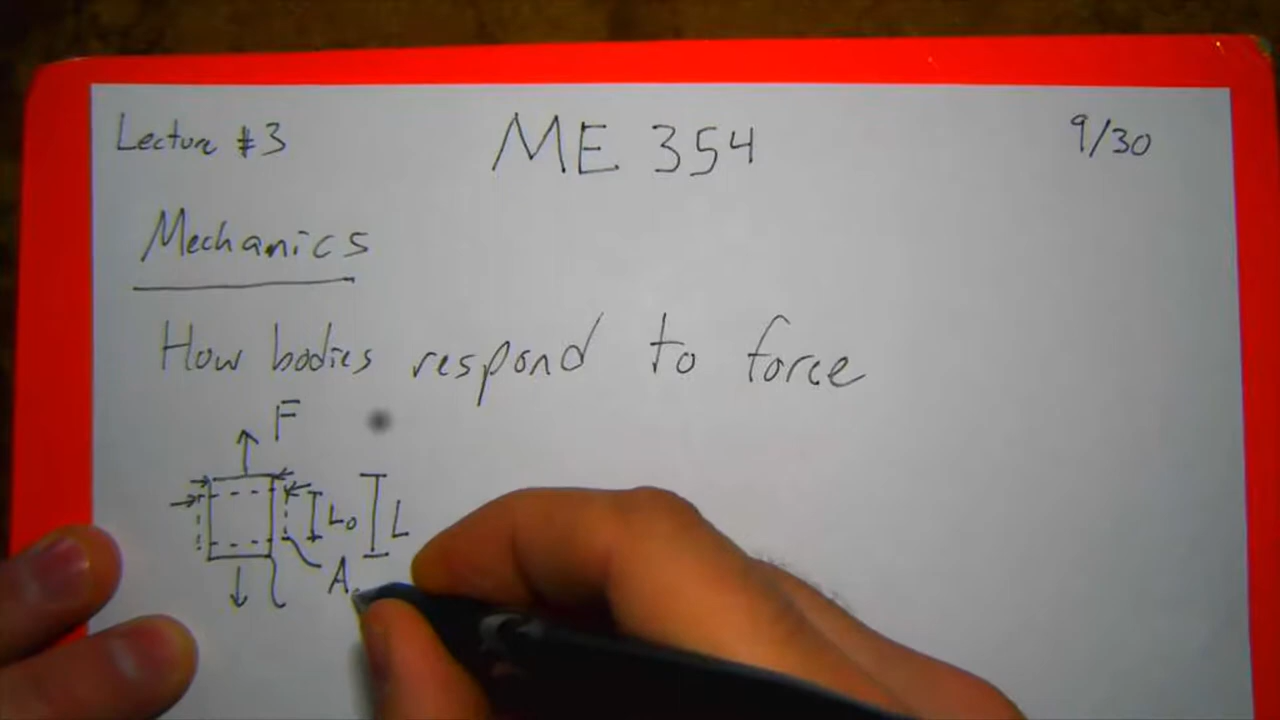 Lecture #3
ME 354
9/30
Mechanics
How bodies respond to force
F
L₀
L
A